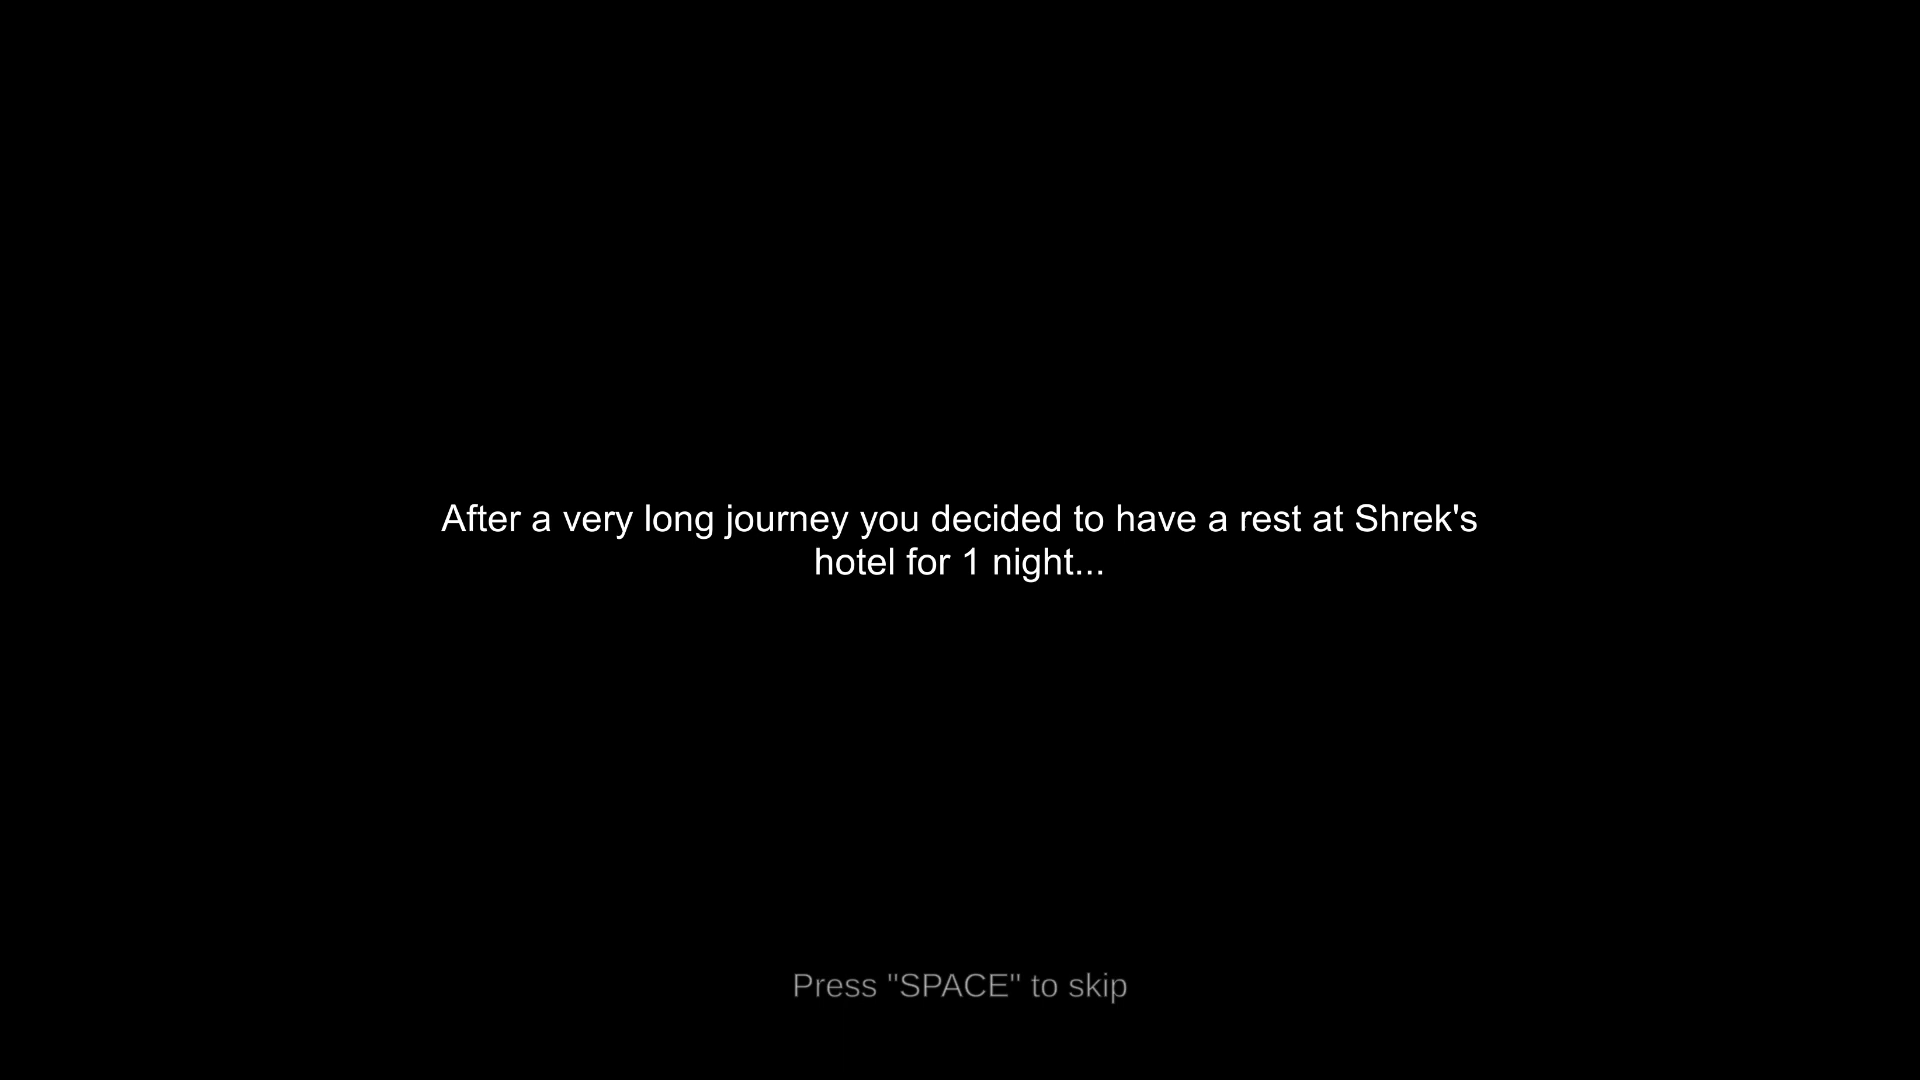 After a very long journey you decided to have a rest at Shrek's
hotel for 1 night...
Press "SPACE" to skip